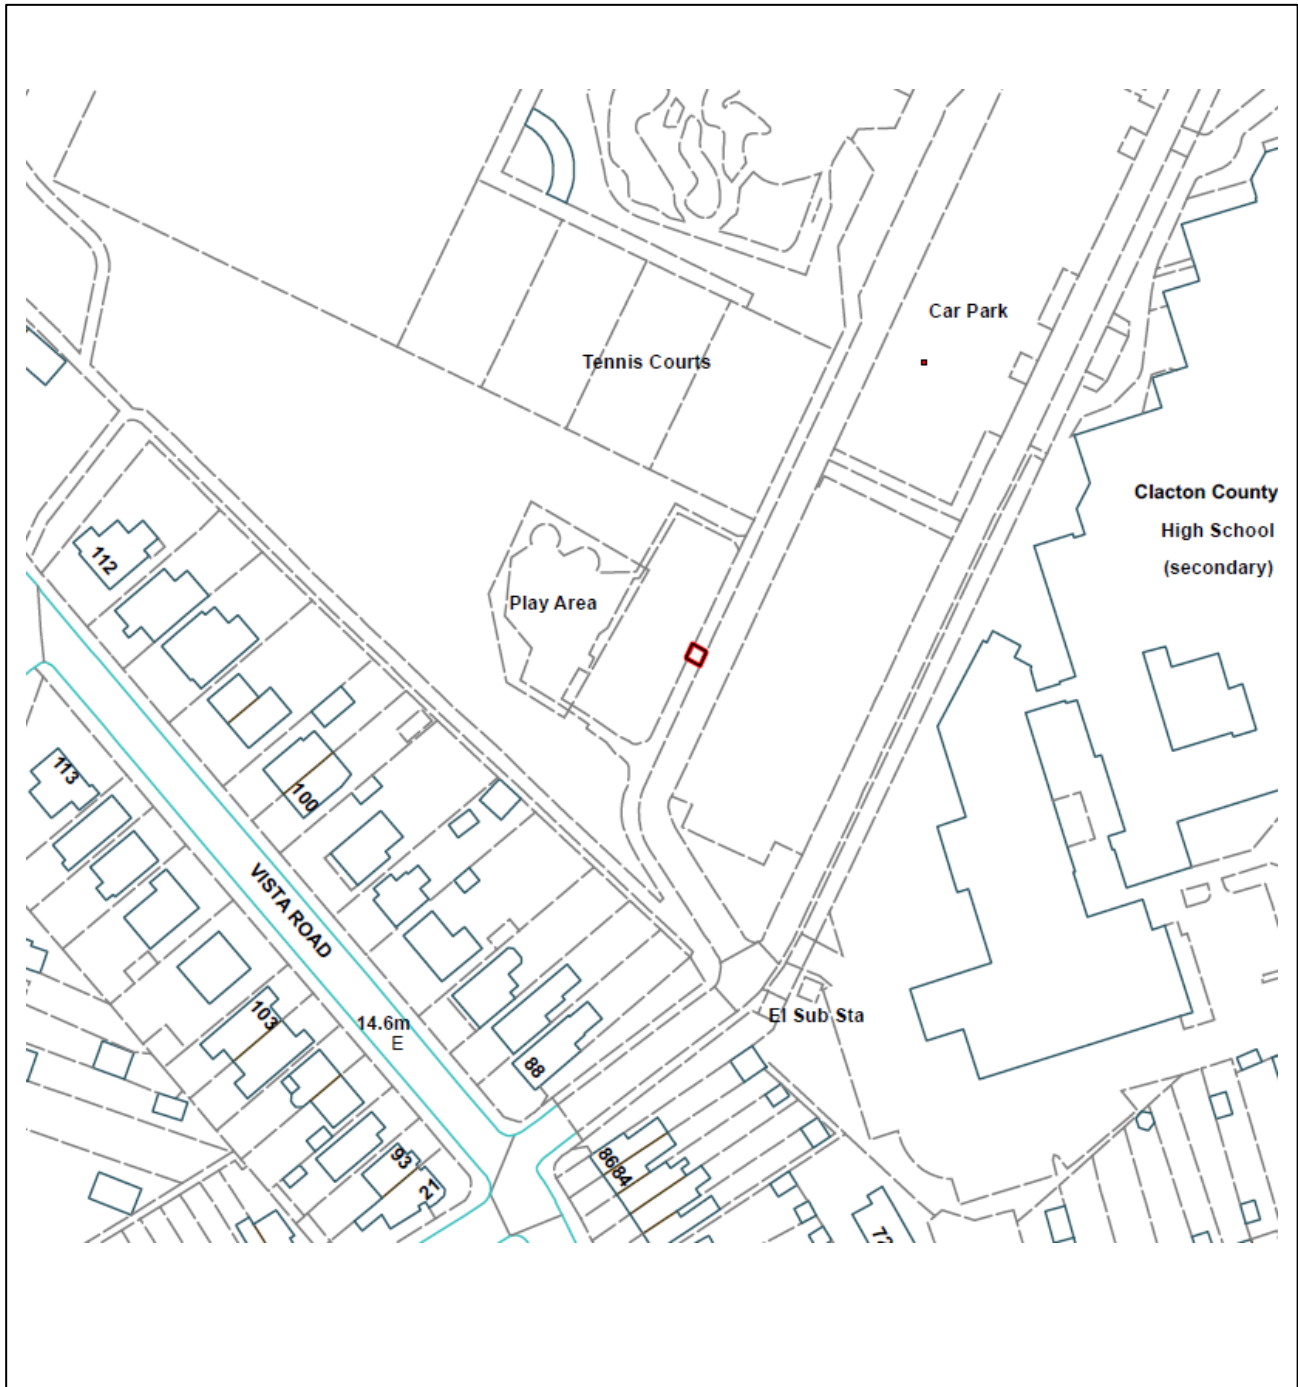 Car Park
Tennis Courts
Clacton County
High School
(secondary)
112
Play Area
113
100
VISTA ROAD
103
14.6m
E
El Sub Sta
88
93
21
86
84